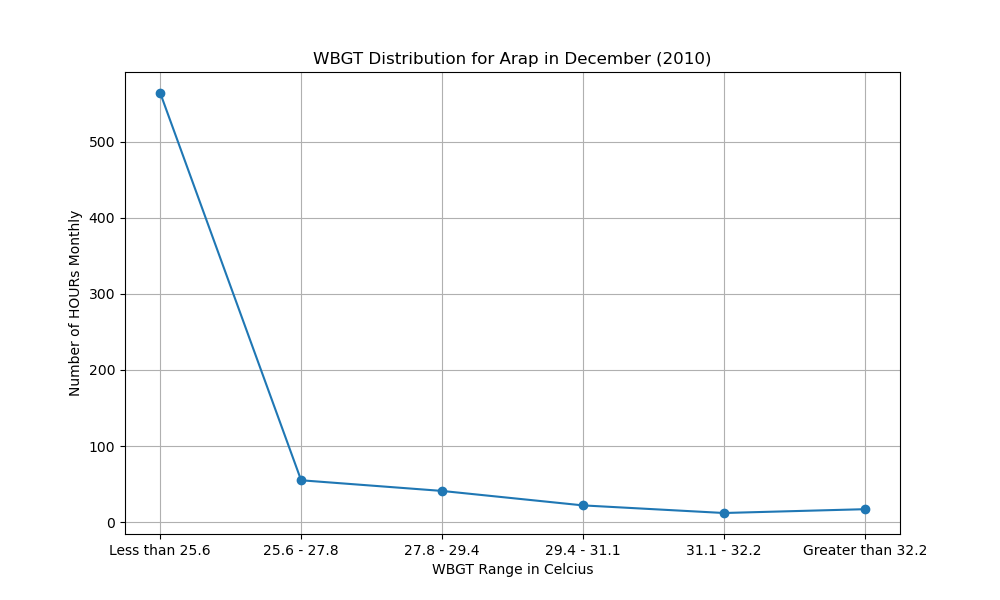 WBGT Distribution for Arap in December (2010)
Number of HOURs Monthly
500
400
300
200
100
0
Less than 25.6
25.6 - 27.8
27.8 - 29.4
29.4 - 31.1
31.1 - 32.2
Greater than 32.2
WBGT Range in Celcius